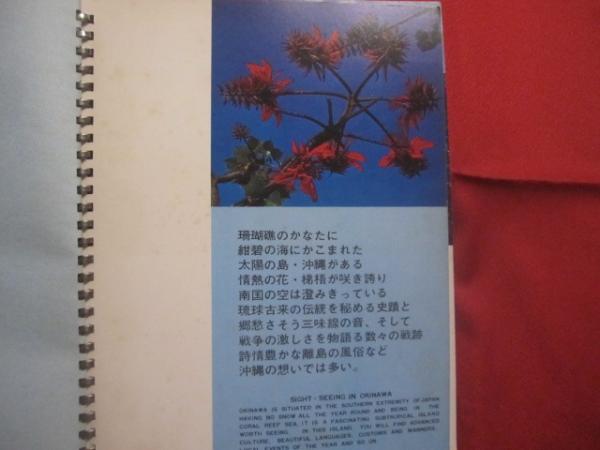 珊瑚礁のかなたに
紺碧の海にかこまれた
太陽の島・沖縄がある
情熱の花・梯梧が咲き誇り
南国の空は澄みきっている
琉球古来の伝統を秘める史蹟と
郷愁さそう三味線の音、そして
戦争の激しさを物語る数々の戦跡
詩情豊かな離島の風俗など
沖縄の想いでは多い。
SIGHT-SEEING IN OKINAWA
OKINAWA IS SITUATED IN THE SOUTHERN EXTREMITY OF JAPAN
HAVING NO SNOW ALL THE YEAR ROUND AND BEING IN THE
CORAL REEF SEA, IT IS A FASCINATING SUBTROPICAL ISLAND
WORTH SEEING. IN THIS ISLAND, YOU WILL FIND ADVANCED
CULTURE, BEAUTIFUL LANGUAGES, CUSTOMS AND MANNERS,
LOCAL EVENTS OF THE YEAR AND SO ON.